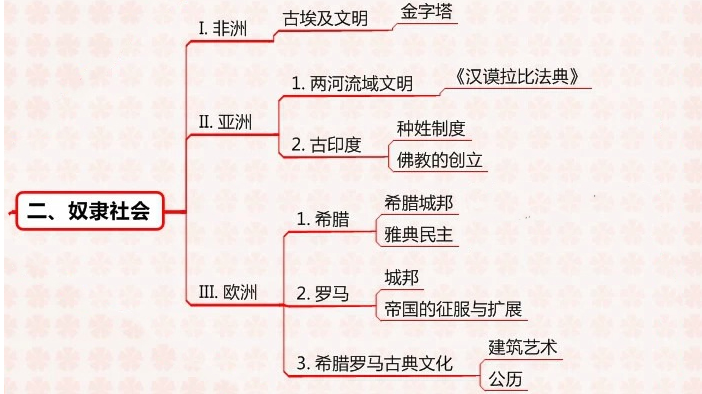 二、奴隶社会
I. 非洲
古埃及文明
金字塔
II. 亚洲
1. 两河流域文明
《汉谟拉比法典》
2. 古印度
种姓制度
佛教的创立
III. 欧洲
1. 希腊
希腊城邦
雅典民主
2. 罗马
城邦
帝国的征服与扩展
3. 希腊罗马古典文化
建筑艺术
公历